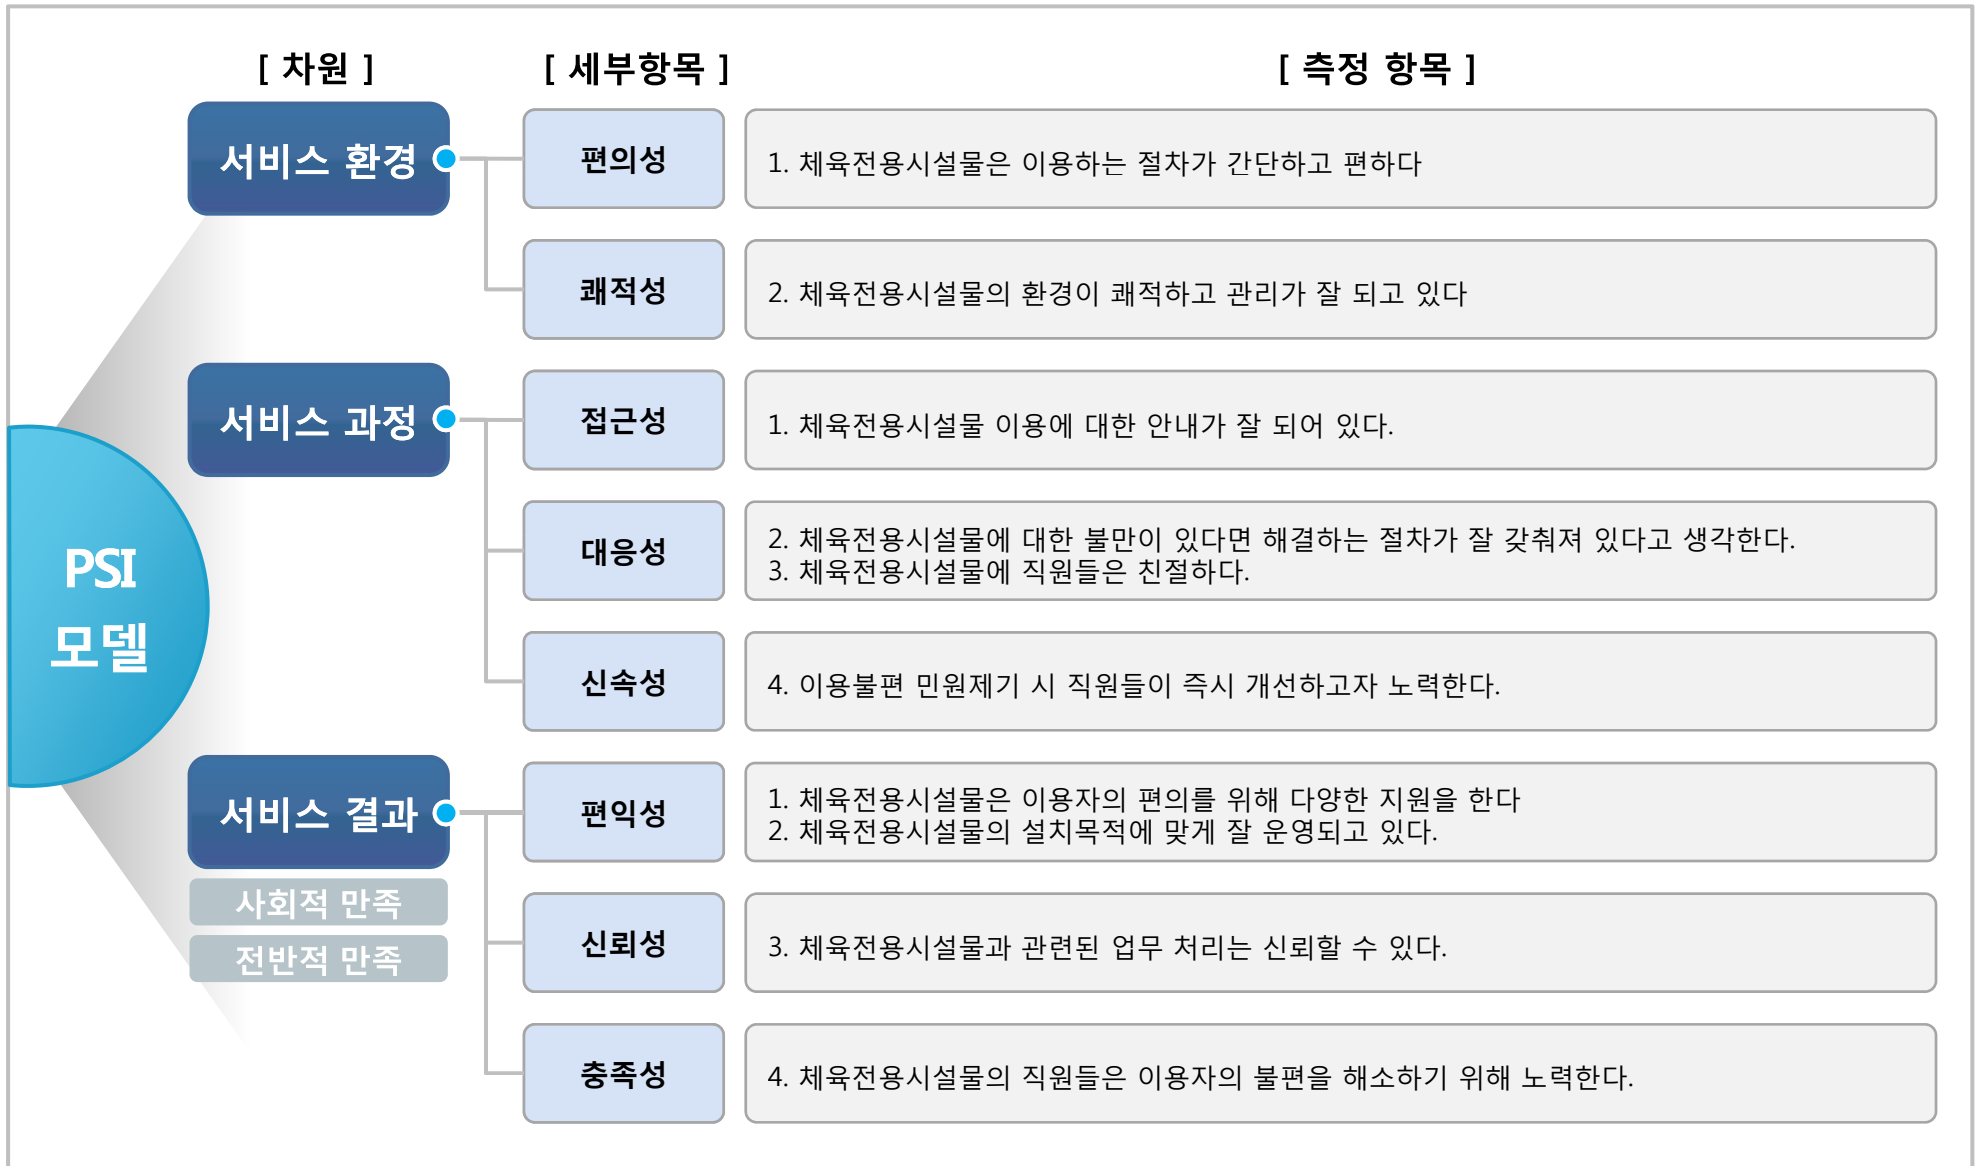 [ 차원 ]
[ 세부항목 ]
[ 측정 항목 ]
PSI
모델
서비스 환경
편의성
1. 체육전용시설물은 이용하는 절차가 간단하고 편하다
쾌적성
2. 체육전용시설물의 환경이 쾌적하고 관리가 잘 되고 있다
서비스 과정
접근성
1. 체육전용시설물 이용에 대한 안내가 잘 되어 있다.
대응성
2. 체육전용시설물에 대한 불만이 있다면 해결하는 절차가 잘 갖춰져 있다고 생각한다.
3. 체육전용시설물에 직원들은 친절하다.
신속성
4. 이용불편 민원제기 시 직원들이 즉시 개선하고자 노력한다.
서비스 결과
사회적 만족
전반적 만족
편익성
1. 체육전용시설물은 이용자의 편의를 위해 다양한 지원을 한다
2. 체육전용시설물의 설치목적에 맞게 잘 운영되고 있다.
신뢰성
3. 체육전용시설물과 관련된 업무 처리는 신뢰할 수 있다.
충족성
4. 체육전용시설물의 직원들은 이용자의 불편을 해소하기 위해 노력한다.